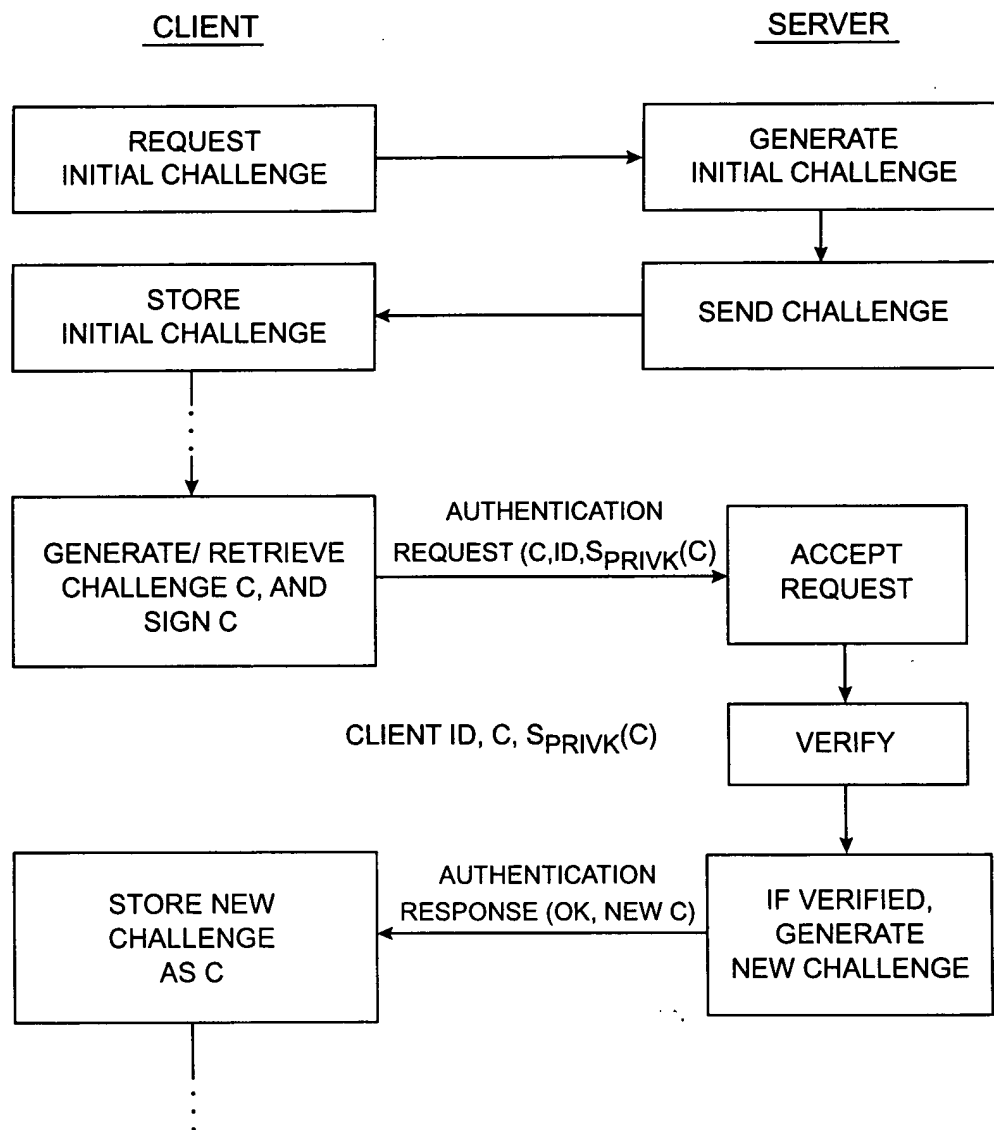 CLIENT
SERVER
REQUEST
INITIAL CHALLENGE
GENERATE
INITIAL CHALLENGE
STORE
INITIAL CHALLENGE
SEND CHALLENGE
GENERATE/ RETRIEVE
CHALLENGE C, AND
SIGN C
AUTHENTICATION
REQUEST (C,ID,SPRIVK(C)
ACCEPT
REQUEST
CLIENT ID, C, SPRIVK(C)
VERIFY
STORE NEW
CHALLENGE
AS C
AUTHENTICATION
RESPONSE (OK, NEW C)
IF VERIFIED,
GENERATE
NEW CHALLENGE